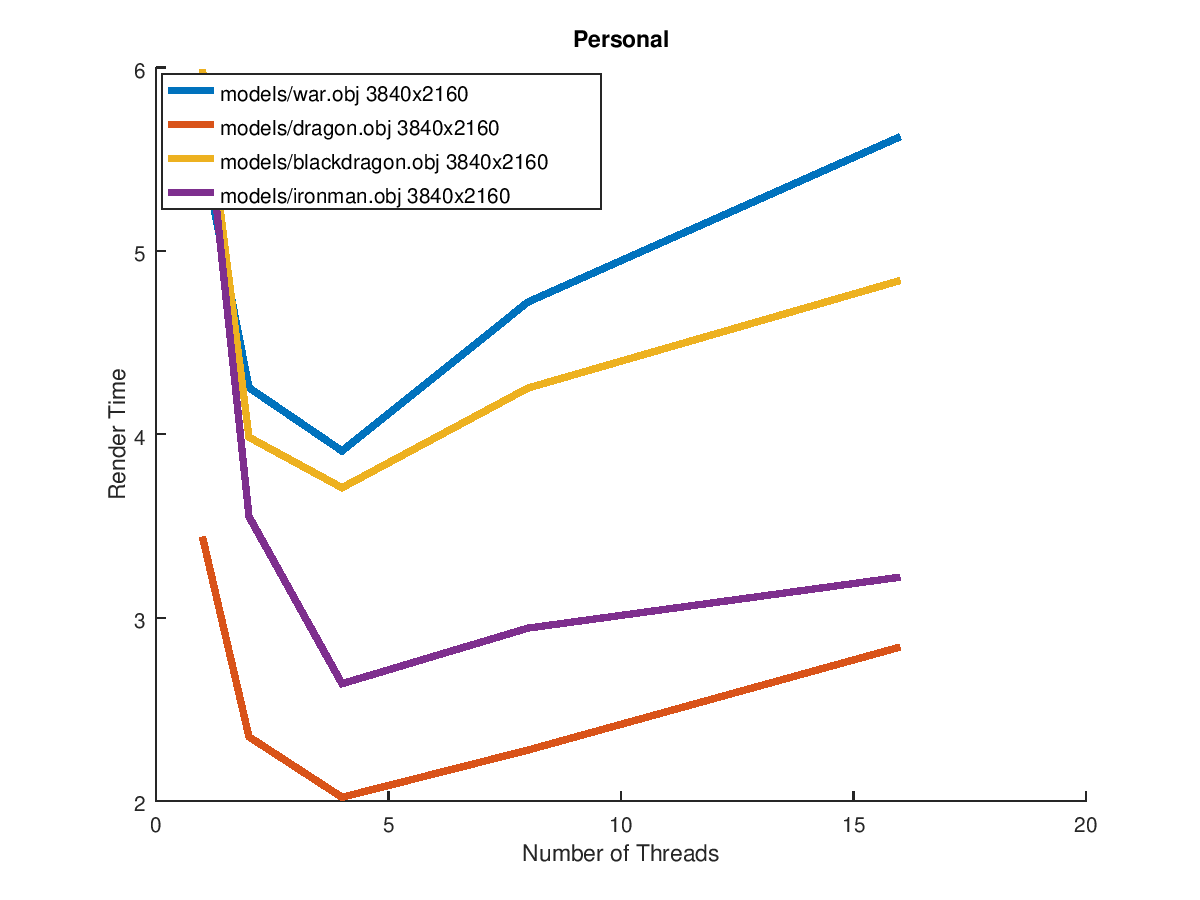 Personal
6
models/war.obj 3840x2160
models/dragon.obj 3840x2160
models/blackdragon.obj 3840x2160
models/ironman.obj 3840x2160
5
4
3
2
Render Time
0 5 10 15 20
Number of Threads